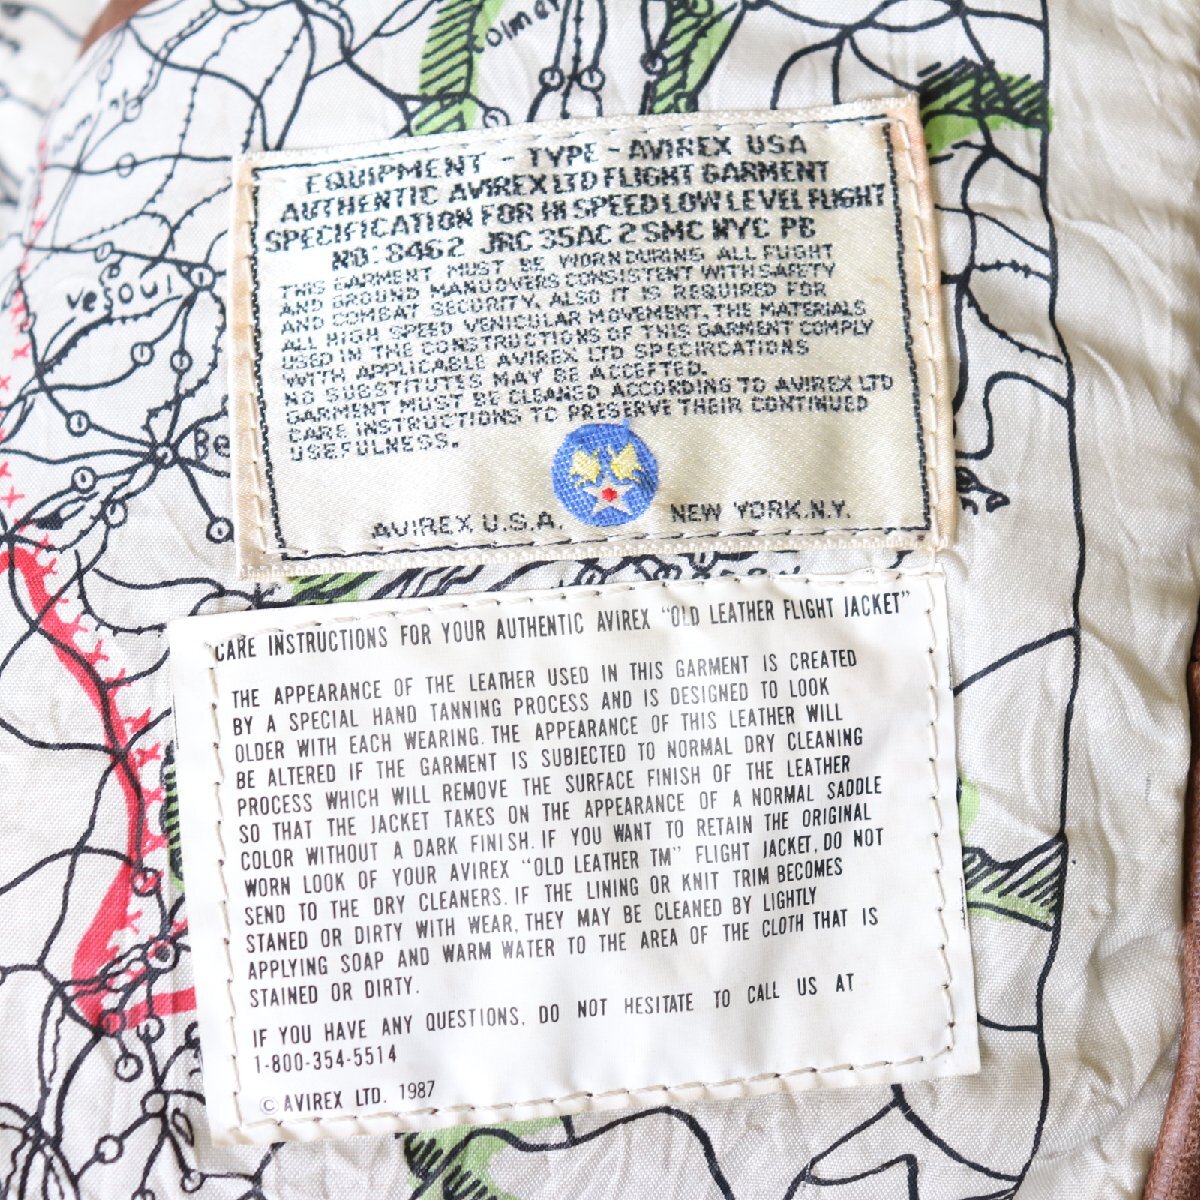 olmer
Vesoul
Be
EQUIPMENT - TYPE - AVIREX USA
AUTHENTIC AVIREX LTD FLIGHT GARMENT
SPECIFICATION FOR HI SPEED LOW LEVEL FLIGHT
NO: 8462 JRC 35AC 2 SMC NYC PB
THIS GARMENT MUST BE WORN DURING ALL FLIGHT
AND GROUND MANUOVERS CONSISTENT WITH SAFETY
AND COMBAT SECURITY. ALSO IT IS REQUIRED FOR
ALL HIGH SPEED VENICULAR MOVEMENT. THE MATERIALS
USED IN THE CONSTRUCTIONS OF THIS GARMENT COMPLY
WITH APPLICABLE AVIREX LTD SPECIRCATIONS
NO SUBSTITUTES MAY BE ACCEPTED.
GARMENT MUST BE CLEANED ACCORDING TO AVIREX LTD
CARE INSTRUCTIONS TO PRESERVE THEIR CONTINUED
USEFULNESS.
AVIREX U.S.A. NEW YORK.N.Y.
CARE INSTRUCTIONS FOR YOUR AUTHENTIC AVIREX "OLD LEATHER FLIGHT JACKET"
THE APPEARANCE OF THE LEATHER USED IN THIS GARMENT IS CREATED
BY A SPECIAL HAND TANNING PROCESS AND IS DESIGNED TO LOOK
OLDER WITH EACH WEARING. THE APPEARANCE OF THIS LEATHER WILL
BE ALTERED IF THE GARMENT IS SUBJECTED TO NORMAL DRY CLEANING
PROCESS WHICH WILL REMOVE THE SURFACE FINISH OF THE LEATHER
SO THAT THE JACKET TAKES ON THE APPEARANCE OF A NORMAL SADDLE
COLOR WITHOUT A DARK FINISH. IF YOU WANT TO RETAIN THE ORIGINAL
WORN LOOK OF YOUR AVIREX "OLD LEATHER TM" FLIGHT JACKET, DO NOT
SEND TO THE DRY CLEANERS. IF THE LINING OR KNIT TRIM BECOMES
STANED OR DIRTY WITH WEAR, THEY MAY BE CLEANED BY LIGHTLY
APPLYING SOAP AND WARM WATER TO THE AREA OF THE CLOTH THAT IS
STAINED OR DIRTY.
IF YOU HAVE ANY QUESTIONS, DO NOT HESITATE TO CALL US AT
1-800-354-5514
© AVIREX LTD. 1987